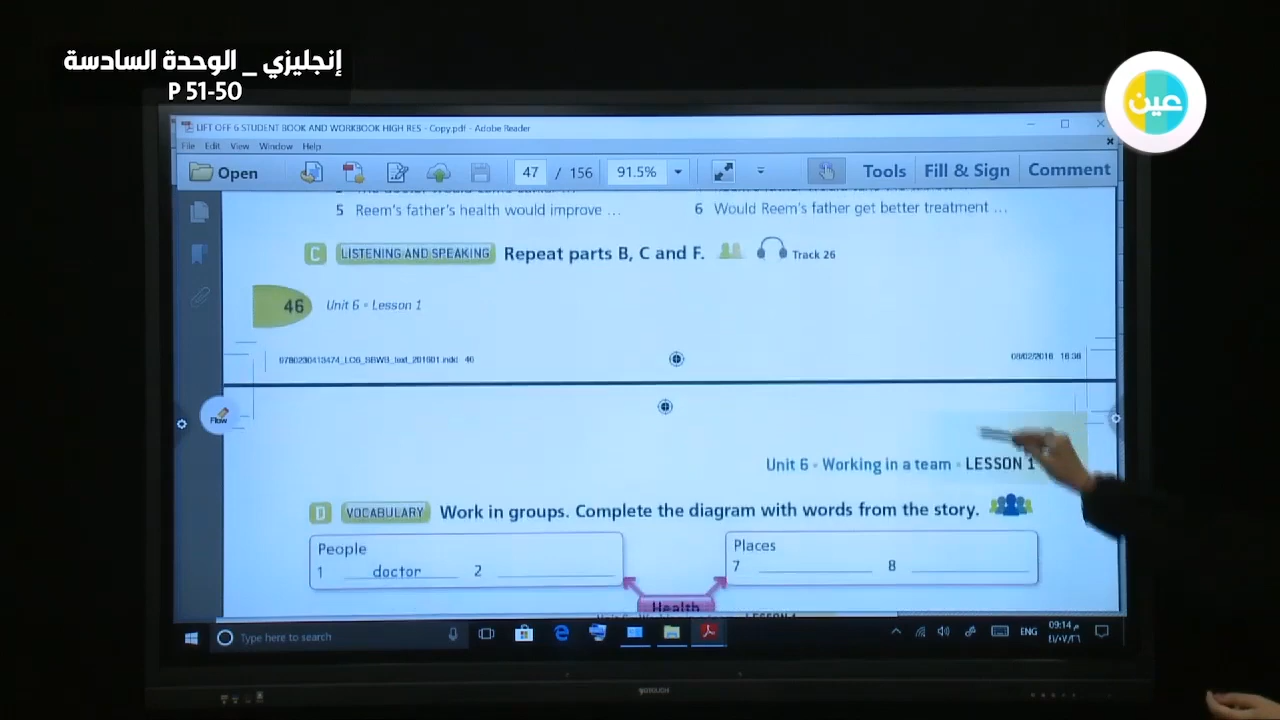 إنجليزي _ الوحدة السادسة
P 51-50
عين
LIFT OFF 6 STUDENT BOOK AND WORKBOOK HIGH RES - Copy.pdf - Adobe Reader
File Edit View Window Help
Open 47 / 156 91.5% Tools Fill & Sign Comment
5 Reem's father's health would improve ...
6 Would Reem's father get better treatment ...
C LISTENING AND SPEAKING Repeat parts B, C and F. Track 26
46 Unit 6 - Lesson 1
Flow
Unit 6 - Working in a team - LESSON 1
D VOCABULARY Work in groups. Complete the diagram with words from the story.
People
1 doctor 2
Places
7 8
Health
Type here to search
ENG
09:14